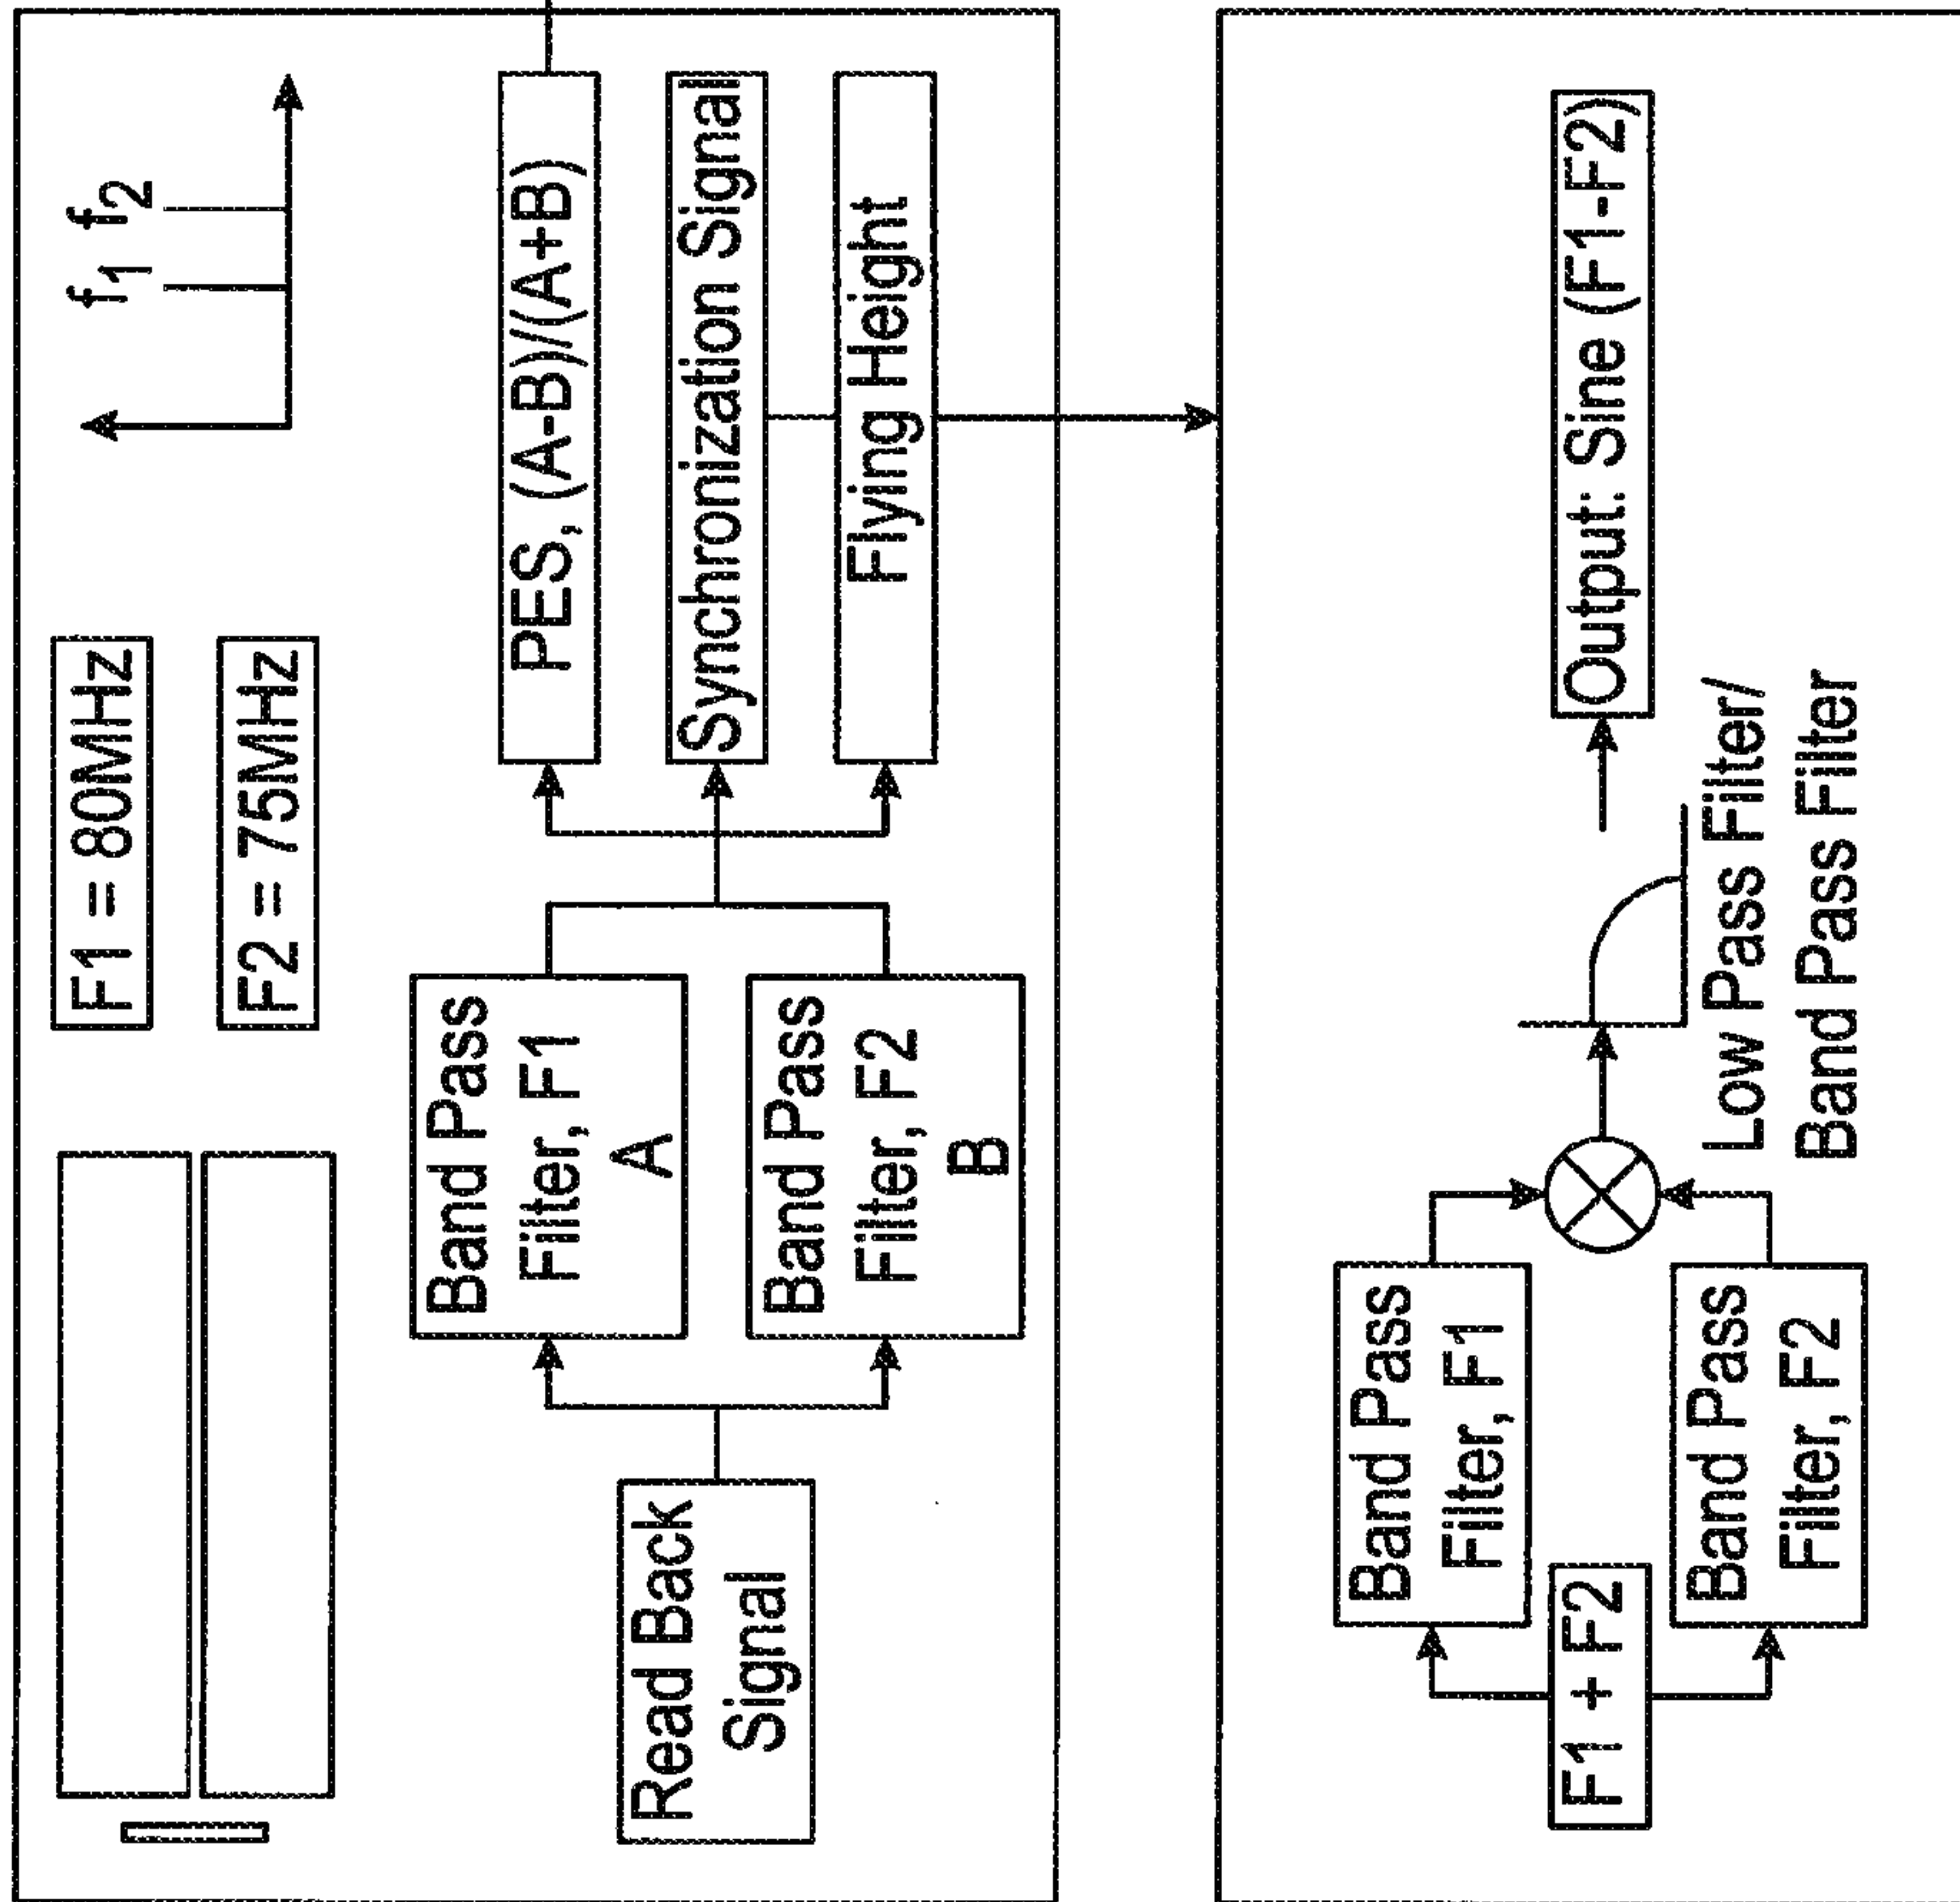 F1 = 80MHz
F2 = 75MHz
f1 f2
Read Back
Signal
Band Pass
Filter, F1
A
Band Pass
Filter, F2
B
PES, (A-B)/(A+B)
Synchronization Signal
Flying Height
F1 + F2
Band Pass
Filter, F1
Band Pass
Filter, F2
Low Pass Filter/
Band Pass Filter
Output: Sine (F1-F2)